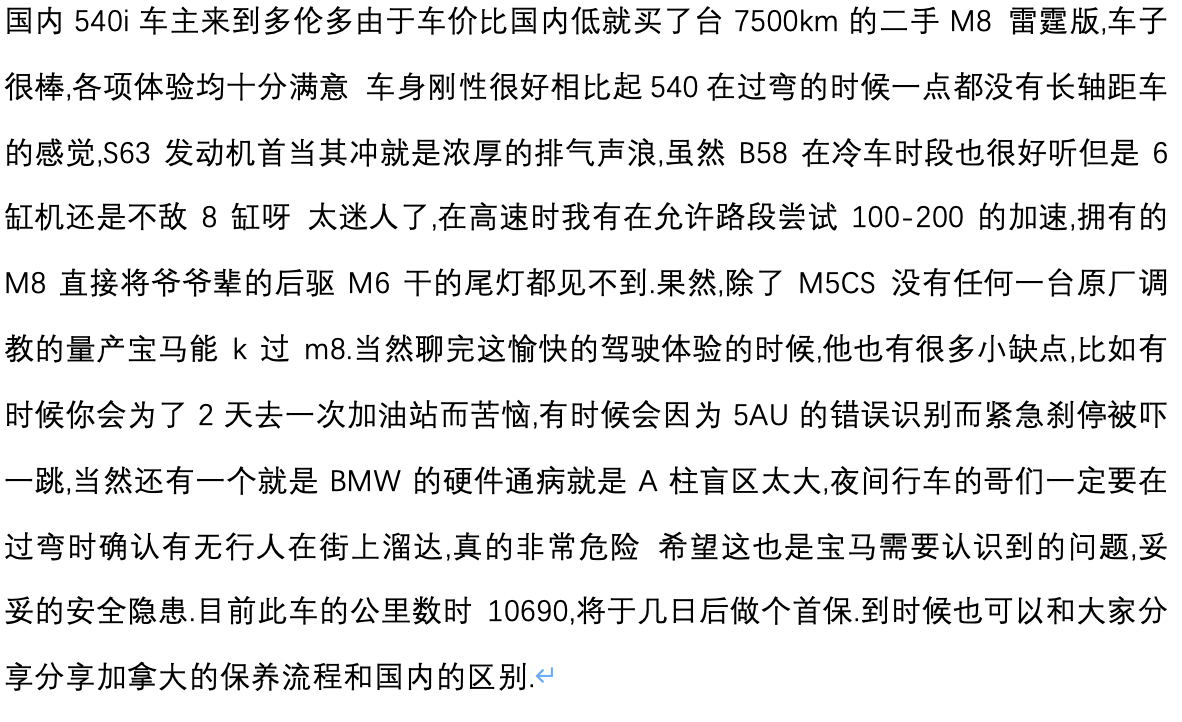 国内 540i 车主来到多伦多由于车价比国内低就买了台 7500km 的二手 M8 雷霆版,车子
很棒,各项体验均十分满意 车身刚性很好相比起 540 在过弯的时候一点都没有长轴距车
的感觉,S63 发动机首当其冲就是浓厚的排气声浪,虽然 B58 在冷车时段也很好听但是 6
缸机还是不敌 8 缸呀 太迷人了,在高速时我有在允许路段尝试 100-200 的加速,拥有的
M8 直接将爷爷辈的后驱 M6 干的尾灯都见不到.果然,除了 M5CS 没有任何一台原厂调
教的量产宝马能 k 过 m8.当然聊完这愉快的驾驶体验的时候,他也有很多小缺点,比如有
时候你会为了 2 天去一次加油站而苦恼,有时候会因为 5AU 的错误识别而紧急刹停被吓
一跳,当然还有一个就是 BMW 的硬件通病就是 A 柱盲区太大,夜间行车的哥们一定要在
过弯时确认有无行人在街上溜达,真的非常危险 希望这也是宝马需要认识到的问题,妥
妥的安全隐患.目前此车的公里数时 10690,将于几日后做个首保.到时候也可以和大家分
享分享加拿大的保养流程和国内的区别.